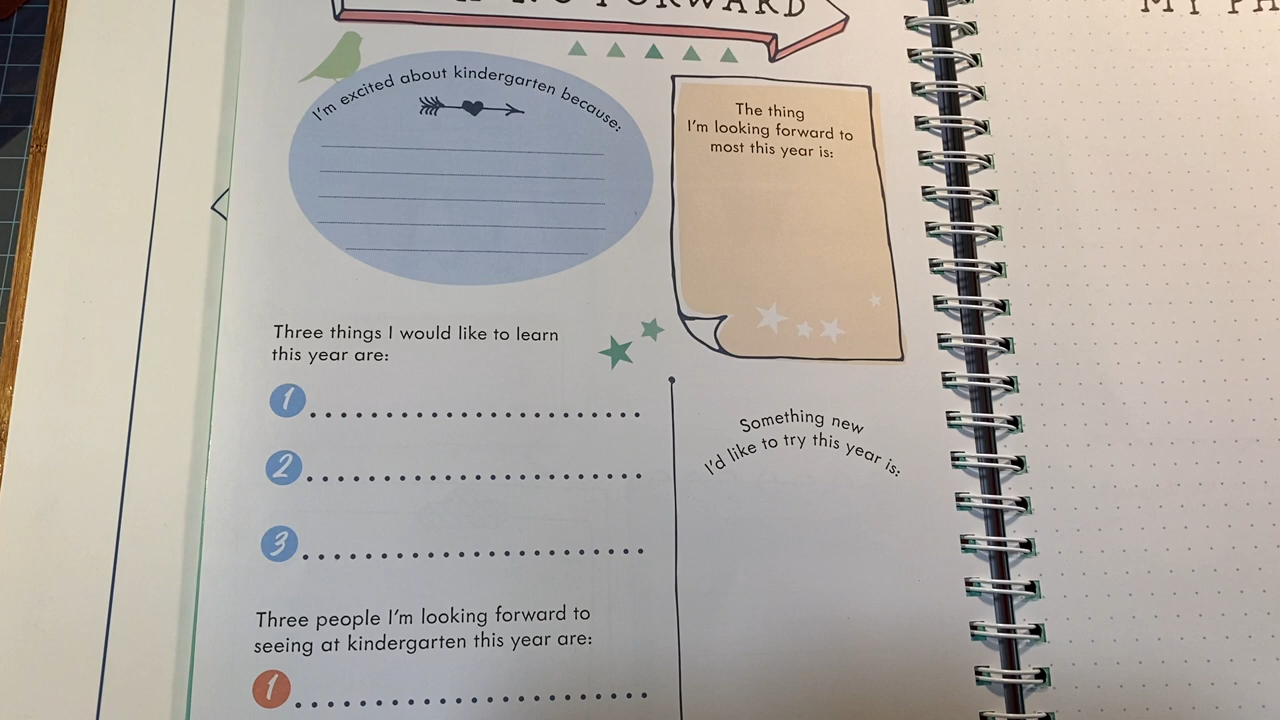 FORWARD
MY
I'm excited about kindergarten because:
The thing
I'm looking forward to
most this year is:
Three things I would like to learn
this year are:
1
2
3
Something new
I'd like to try this year is:
Three people I'm looking forward to
seeing at kindergarten this year are:
1